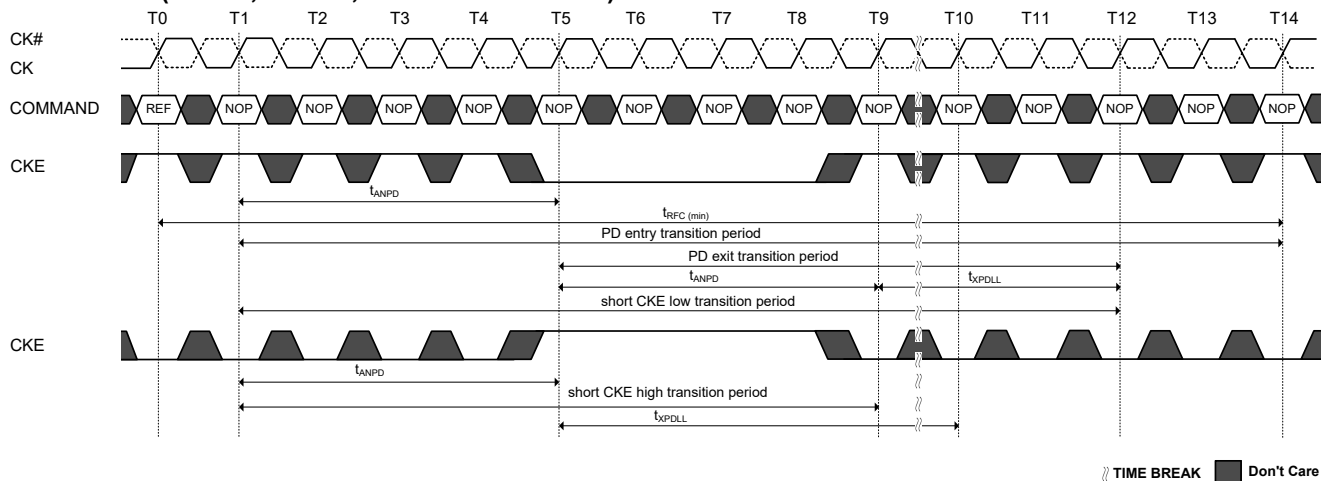 T0 T1 T2 T3 T4 T5 T6 T7 T8 T9 T10 T11 T12 T13 T14
CK#
CK
COMMAND REF NOP NOP NOP NOP NOP NOP NOP NOP NOP NOP NOP NOP NOP NOP
CKE
tANPD
tRFC (min)
PD entry transition period
PD exit transition period
tANPD tXPDLL
short CKE low transition period
CKE
tANPD
short CKE high transition period
tXPDLL
TIME BREAK Don't Care